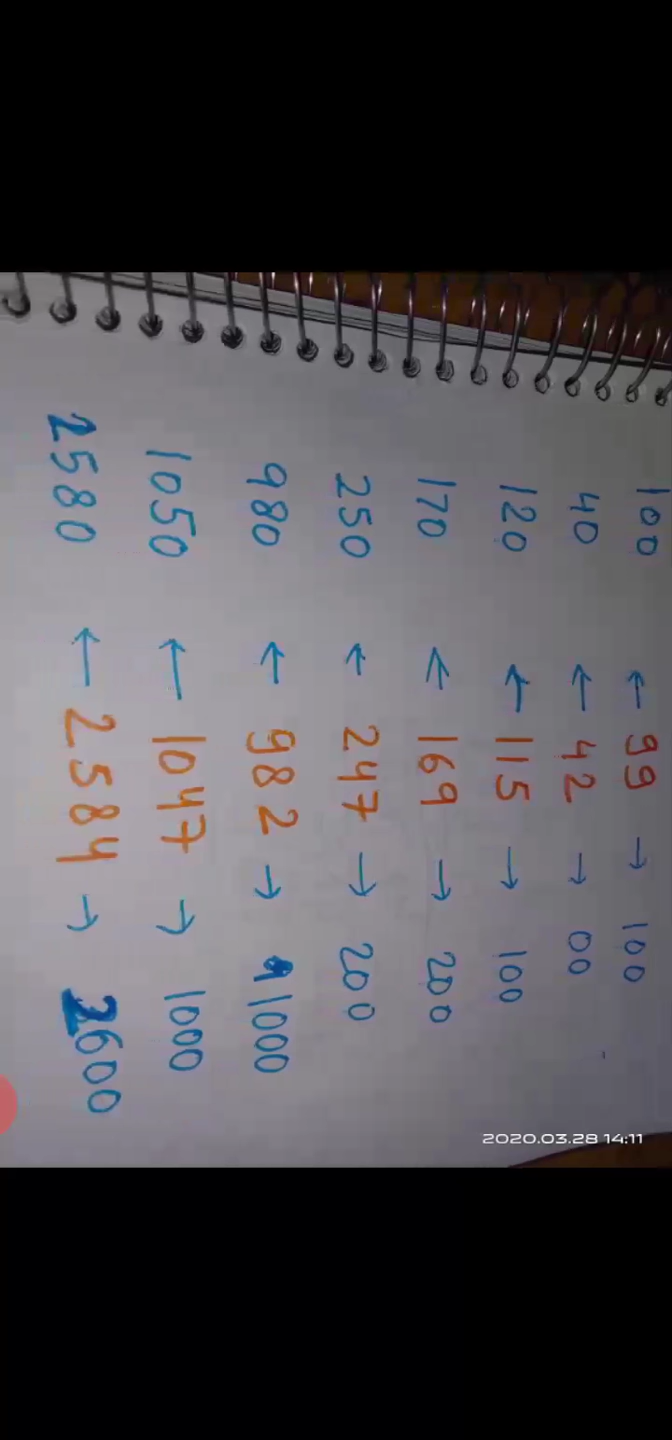 100 ← 99 → 100
40 ← 42 → 00
120 ← 115 → 100
170 ← 169 → 200
250 ← 247 → 200
980 ← 982 → 1000
1050 ← 1047 → 1000
2580 ← 2584 → 2600
2020.03.28 14:11